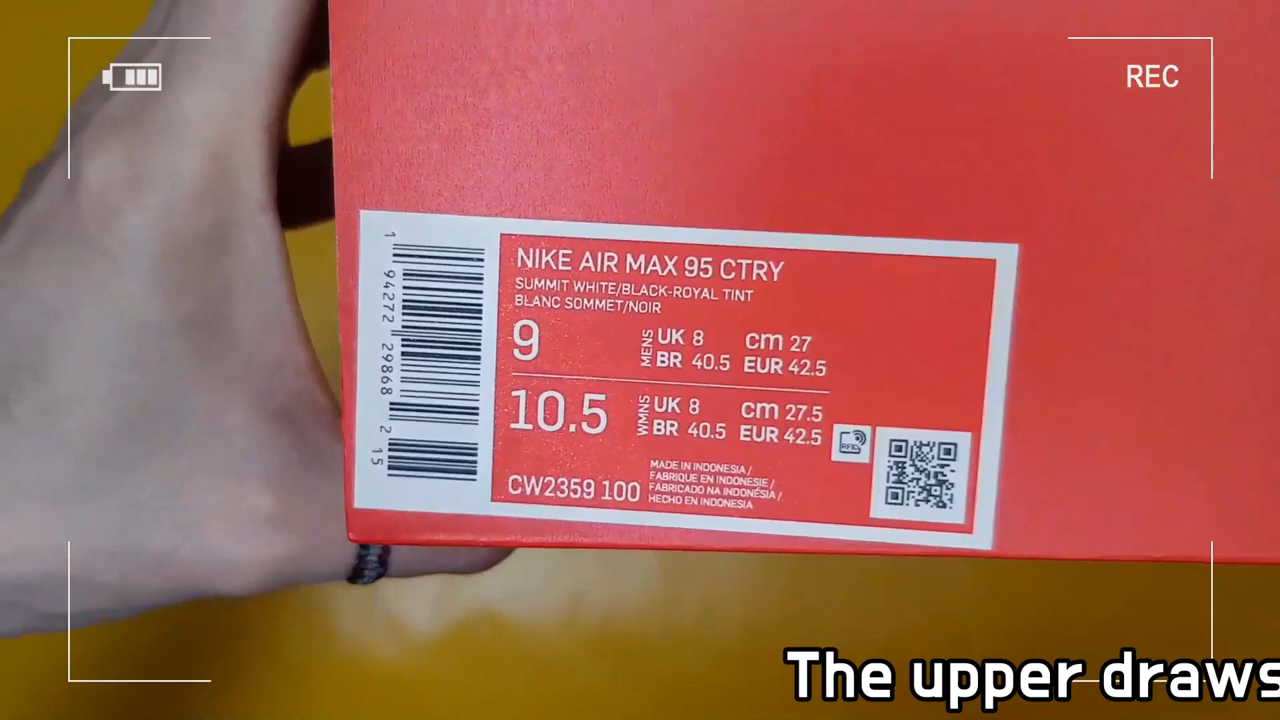 REC
NIKE AIR MAX 95 CTRY
SUMMIT WHITE/BLACK-ROYAL TINT
BLANC SOMMET/NOIR
9 MENS UK 8 cm 27
BR 40.5 EUR 42.5
10.5 WMNS UK 8 cm 27.5
BR 40.5 EUR 42.5
RFID
CW2359 100
MADE IN INDONESIA /
FABRIQUE EN INDONESIE /
FABRICADO NA INDONÉSIA /
HECHO EN INDONESIA
1 94272 29868 2 15
The upper draws